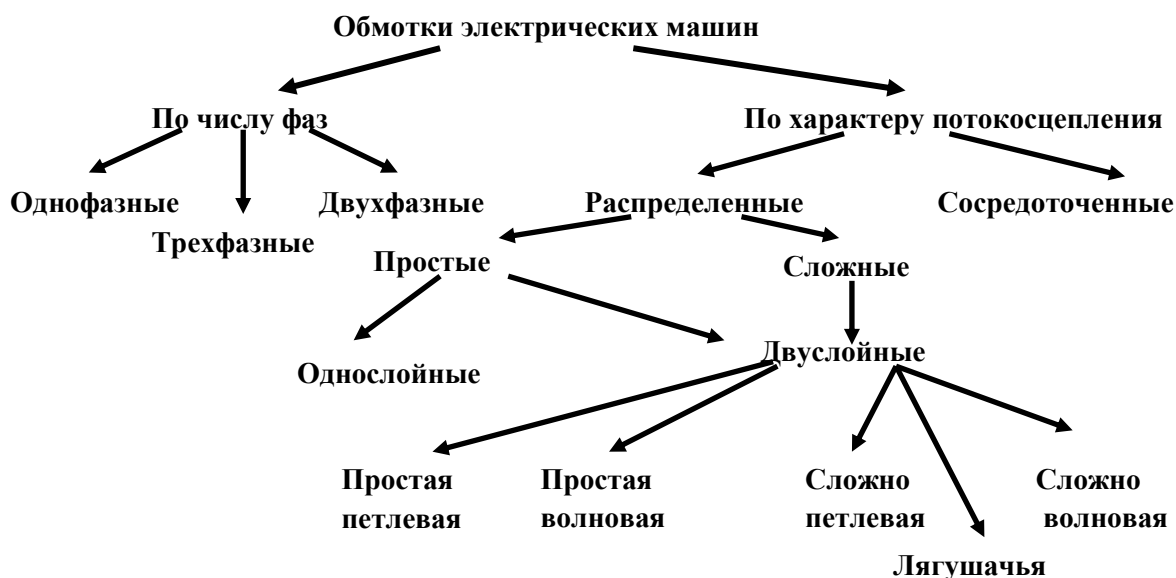 Обмотки электрических машин
По числу фаз
По характеру потокосцепления
Однофазные
Двухфазные
Распределенные
Сосредоточенные
Трехфазные
Простые
Сложные
Двуслойные
Однослойные
Простая
петлевая
Простая
волновая
Сложно
петлевая
Сложно
волновая
Лягушачья